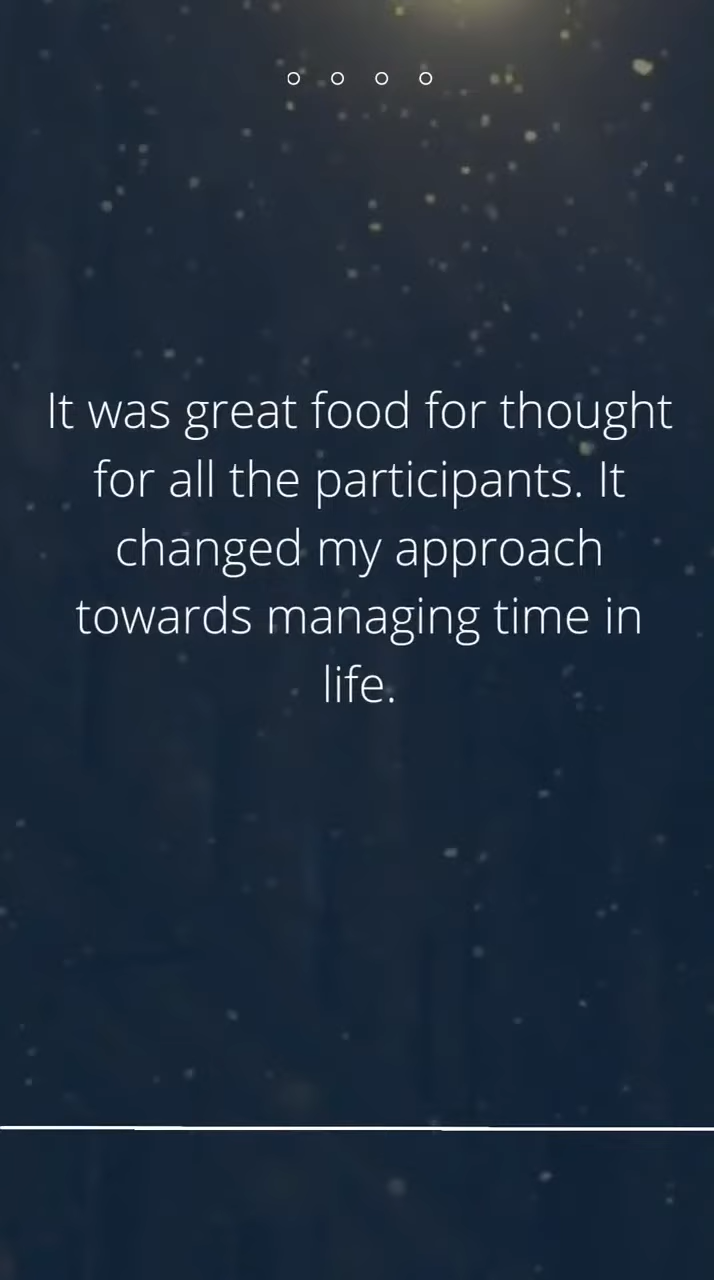 It was great food for thought
for all the participants. It
changed my approach
towards managing time in
life.